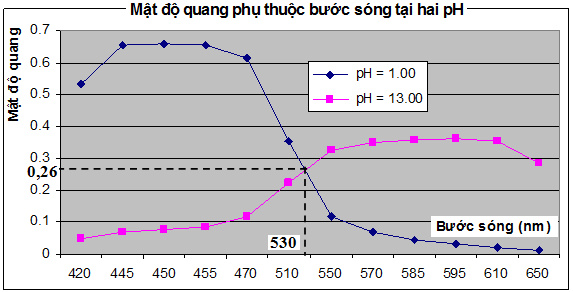 Mật độ quang phụ thuộc bước sóng tại hai pH
Mật độ quang
0.7
0.6
0.5
0.4
0.3
0,26
0.2
0.1
0
pH = 1.00
pH = 13.00
530
Bước sóng (nm)
420 445 450 455 470 510 550 570 585 595 610 650